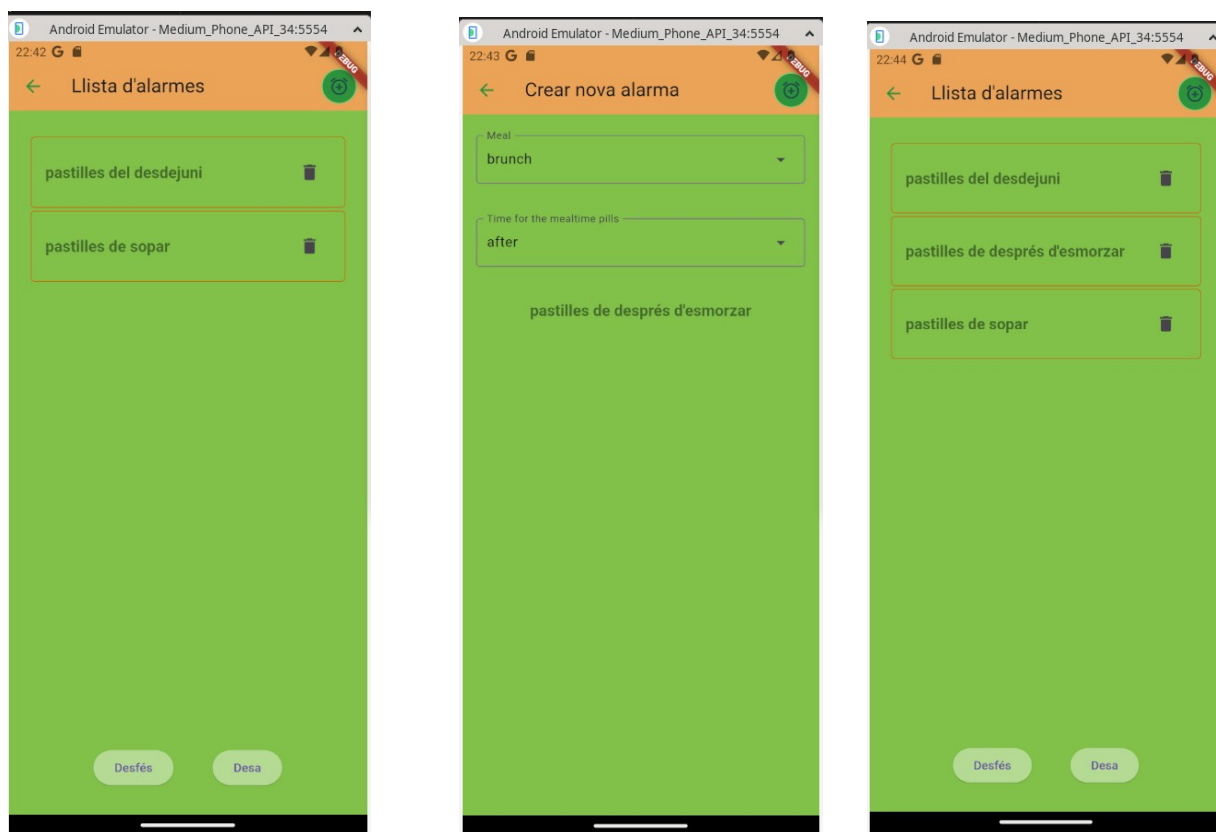 Android Emulator - Medium_Phone_API_34:5554
22:42 G
DEBUG
Llista d'alarmes
pastilles del desdejuni
pastilles de sopar
Desfés
Desa
Android Emulator - Medium_Phone_API_34:5554
22:43 G
DEBUG
Crear nova alarma
Meal
brunch
Time for the mealtime pills
after
pastilles de després d'esmorzar
Android Emulator - Medium_Phone_API_34:5554
22:44 G
DEBUG
Llista d'alarmes
pastilles del desdejuni
pastilles de després d'esmorzar
pastilles de sopar
Desfés
Desa